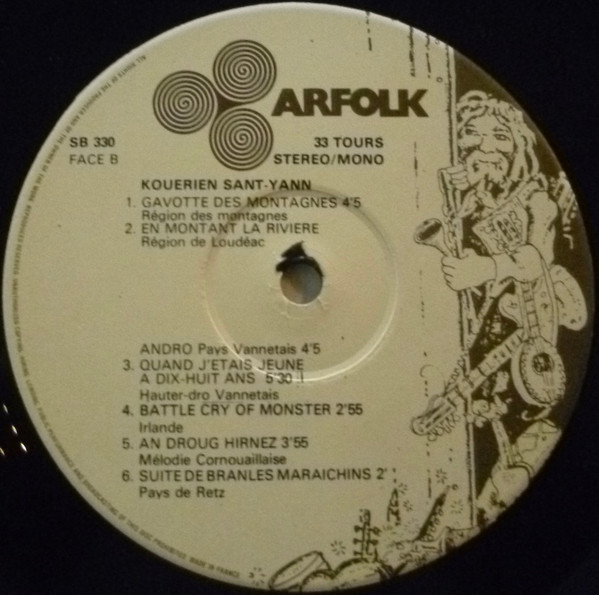 ARFOLK
SB 330
FACE B
33 TOURS
STEREO/MONO
KOUERIEN SANT-YANN
1. GAVOTTE DES MONTAGNES 4'5
Région des montagnes
2. EN MONTANT LA RIVIERE
Région de Loudéac
ANDRO Pays Vannetais 4'5
3. QUAND J'ETAIS JEUNE
A DIX-HUIT ANS 5'30
Hauter-dro Vannetais
4. BATTLE CRY OF MONSTER 2'55
Irlande
5. AN DROUG HIRNEZ 3'55
Mélodie Cornouaillaise
6. SUITE DE BRANLES MARAICHINS 2'
Pays de Retz
MADE IN FRANCE